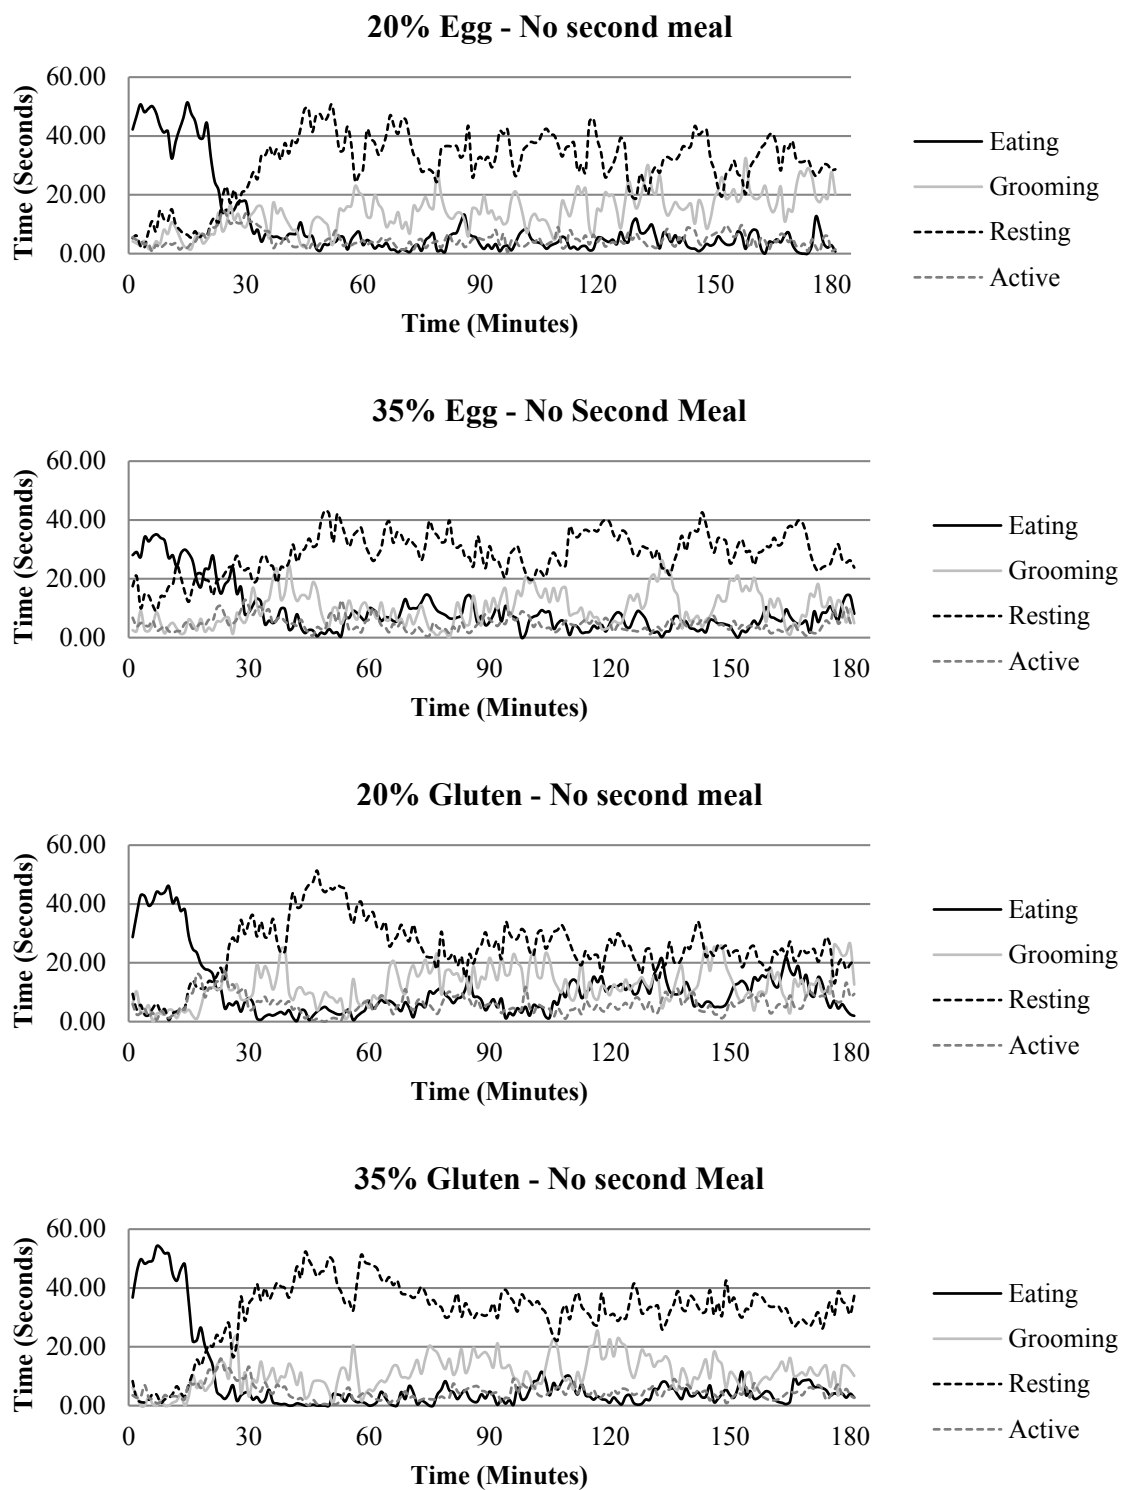 20% Egg - No second meal
Time (Seconds)
60.00
40.00
20.00
0.00
0 30 60 90 120 150 180
Time (Minutes)
Eating
Grooming
Resting
Active
35% Egg - No Second Meal
Time (Seconds)
60.00
40.00
20.00
0.00
0 30 60 90 120 150 180
Time (Minutes)
Eating
Grooming
Resting
Active
20% Gluten - No second meal
Time (Seconds)
60.00
40.00
20.00
0.00
0 30 60 90 120 150 180
Time (Minutes)
Eating
Grooming
Resting
Active
35% Gluten - No second Meal
Time (Seconds)
60.00
40.00
20.00
0.00
0 30 60 90 120 150 180
Time (Minutes)
Eating
Grooming
Resting
Active